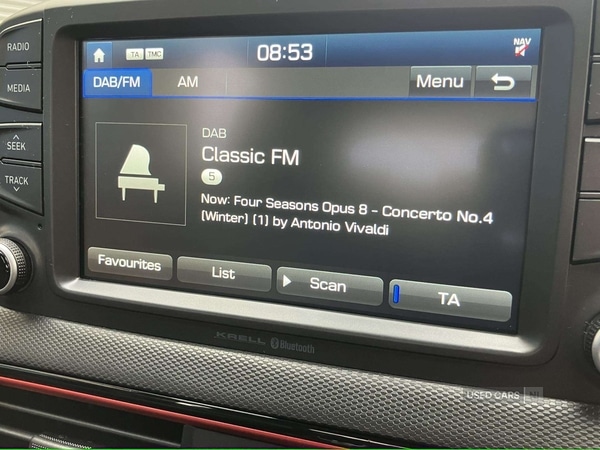 RADIO
MEDIA
SEEK
TRACK
TA TMC
08:53
NAV
DAB/FM AM Menu
DAB
Classic FM
5
Now: Four Seasons Opus 8 - Concerto No.4
(Winter) (1) by Antonio Vivaldi
Favourites List Scan TA
KRELL Bluetooth
USED CARS NI